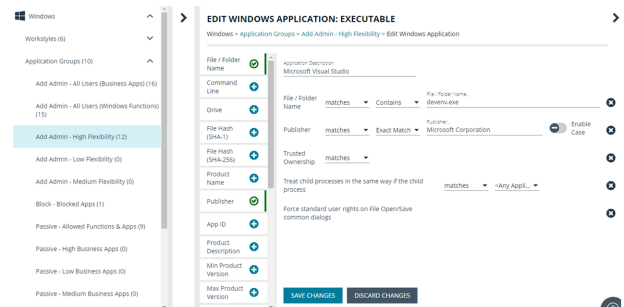 Windows
Workstyles (6)
Application Groups (10)
Add Admin - All Users (Business Apps) (16)
Add Admin - All Users (Windows Functions)
(15)
Add Admin - High Flexibility (12)
Add Admin - Low Flexibility (0)
Add Admin - Medium Flexibility (0)
Block - Blocked Apps (1)
Passive - Allowed Functions & Apps (9)
Passive - High Business Apps (0)
Passive - Low Business Apps (0)
Passive - Medium Business Apps (0)
EDIT WINDOWS APPLICATION: EXECUTABLE
Windows > Application Groups > Add Admin - High Flexibility > Edit Windows Application
File / Folder
Name
Command
Line
Drive
File Hash
(SHA-1)
File Hash
(SHA-256)
Product
Name
Publisher
App ID
Product
Description
Min Product
Version
Max Product
Version
Application Description
Microsoft Visual Studio
File / Folder
Name
matches
Contains
File / Folder Name...
devenv.exe
Publisher
matches
Exact Match
Publisher...
Microsoft Corporation
Enable
Case
Trusted
Ownership
matches
Treat child processes in the same way if the child
process
matches
<Any Appli...
Force standard user rights on File Open/Save
common dialogs
SAVE CHANGES
DISCARD CHANGES